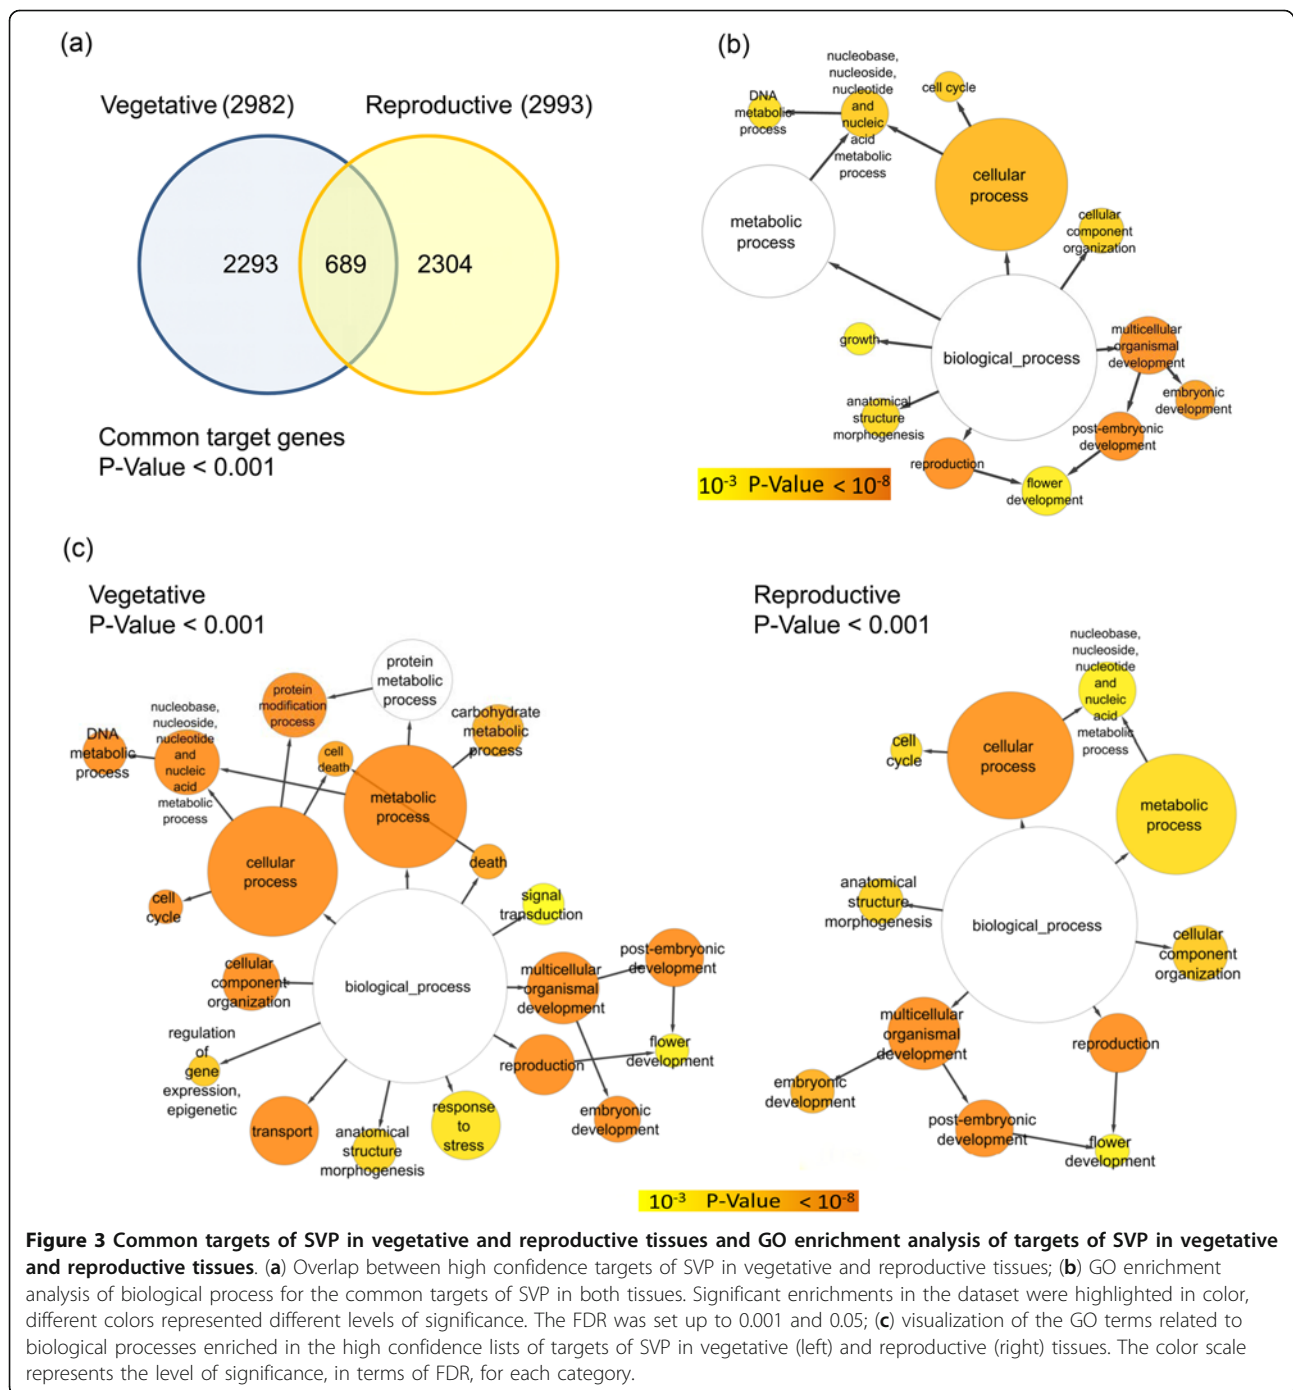 (a)
Vegetative (2982)
Reproductive (2993)
2293
689
2304
Common target genes
P-Value < 0.001
(b)
nucleobase,
nucleoside,
nucleotide
and
nucleic
acid
metabolic
process
DNA
metabolic
process
cell cycle
cellular
process
metabolic
process
cellular
component
organization
growth
biological_process
multicellular
organismal
development
embryonic
development
anatomical
structure
morphogenesis
post-embryonic
development
reproduction
flower
development
10-3 P-Value < 10-8
(c)
Vegetative
P-Value < 0.001
protein
metabolic
process
protein
modification
process
carbohydrate
metabolic
process
nucleobase,
nucleoside,
nucleotide
and
nucleic
acid
metabolic
process
DNA
metabolic
process
cell
death
metabolic
process
cellular
process
death
cell
cycle
signal
transduction
cellular
component
organization
biological_process
multicellular
organismal
development
post-embryonic
development
regulation
of
gene
expression,
epigenetic
reproduction
flower
development
transport
anatomical
structure
morphogenesis
response
to
stress
embryonic
development
Reproductive
P-Value < 0.001
nucleobase,
nucleoside,
nucleotide
and
nucleic
acid
metabolic
process
cell
cycle
cellular
process
metabolic
process
anatomical
structure
morphogenesis
biological_process
cellular
component
organization
multicellular
organismal
development
reproduction
embryonic
development
post-embryonic
development
flower
development
10-3 P-Value < 10-8
Figure 3 Common targets of SVP in vegetative and reproductive tissues and GO enrichment analysis of targets of SVP in vegetative
and reproductive tissues. (a) Overlap between high confidence targets of SVP in vegetative and reproductive tissues; (b) GO enrichment
analysis of biological process for the common targets of SVP in both tissues. Significant enrichments in the dataset were highlighted in color,
different colors represented different levels of significance. The FDR was set up to 0.001 and 0.05; (c) visualization of the GO terms related to
biological processes enriched in the high confidence lists of targets of SVP in vegetative (left) and reproductive (right) tissues. The color scale
represents the level of significance, in terms of FDR, for each category.